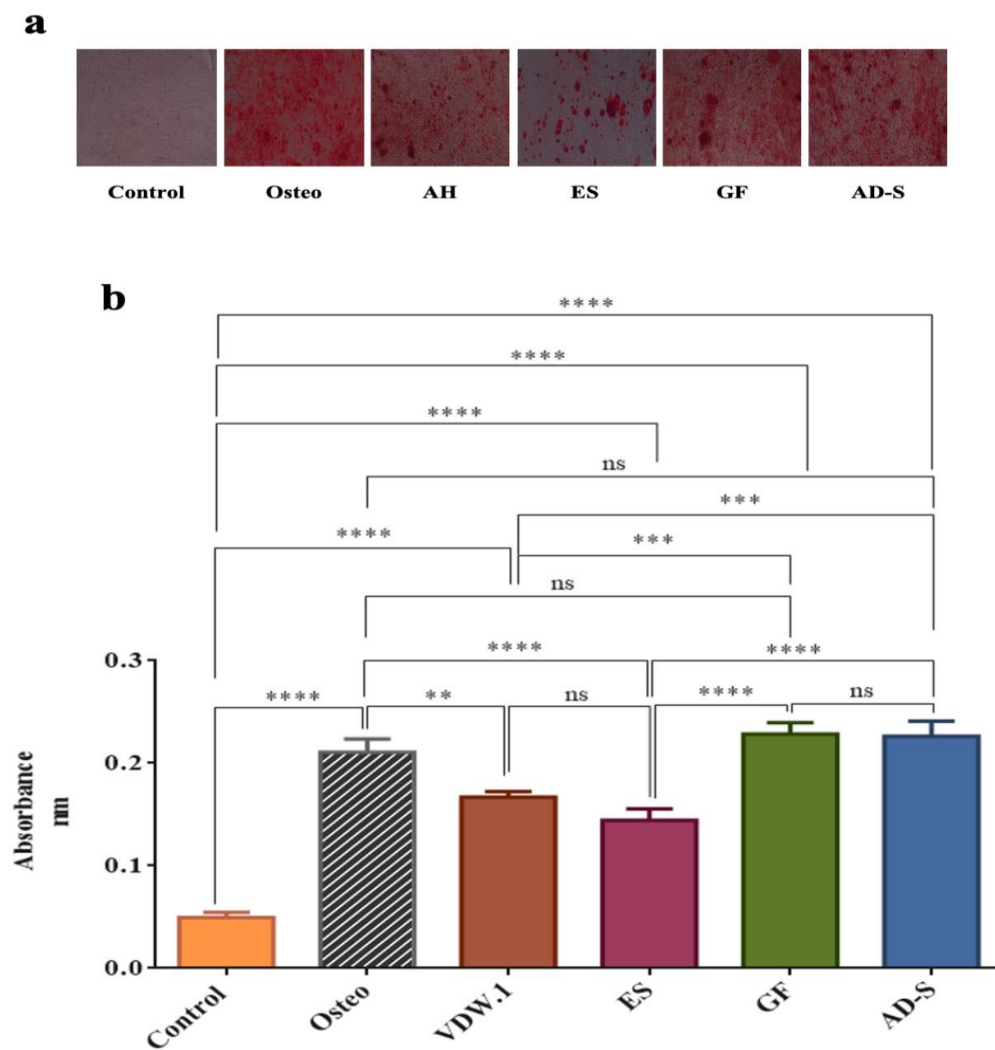 a
Control Osteo AH ES GF AD-S
b
****
****
****
ns
***
****
***
ns
****
****
****
**
ns
****
ns
0.3
0.2
0.1
0.0
Absorbance
nm
Control Osteo VDW.1 ES GF AD-S